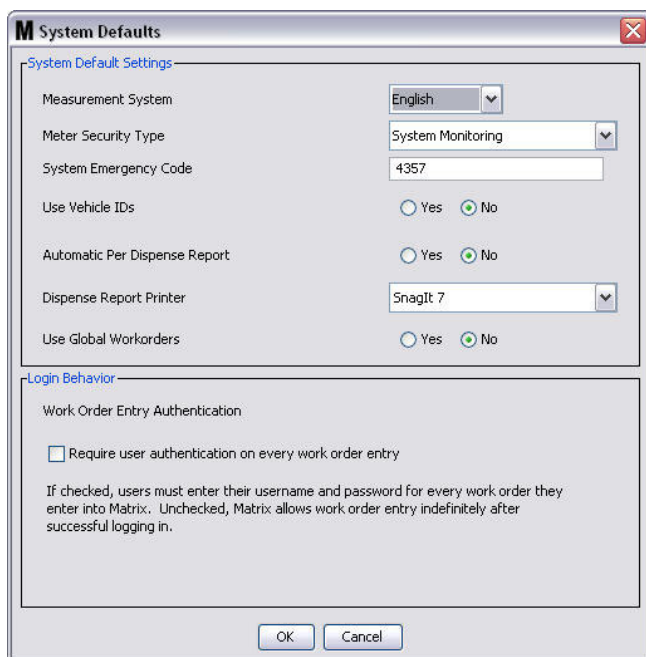 M System Defaults
System Default Settings
Measurement System English
Meter Security Type System Monitoring
System Emergency Code 4357
Use Vehicle IDs Yes No
Automatic Per Dispense Report Yes No
Dispense Report Printer SnagIt 7
Use Global Workorders Yes No
Login Behavior
Work Order Entry Authentication
Require user authentication on every work order entry
If checked, users must enter their username and password for every work order they
enter into Matrix. Unchecked, Matrix allows work order entry indefinitely after
successful logging in.
OK Cancel